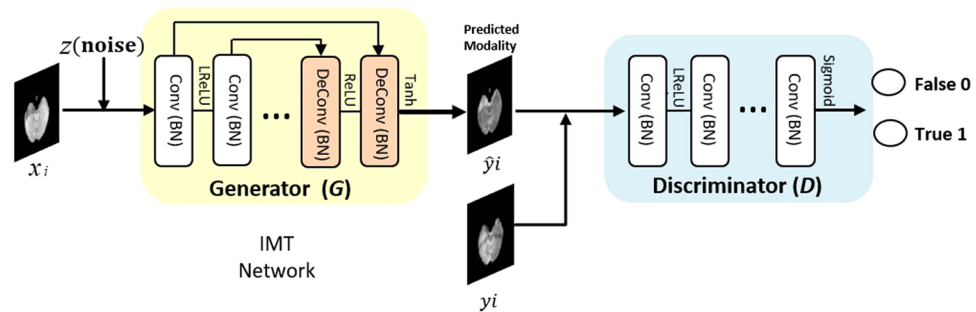 z(noise)
x i
Conv (BN)
LReLU
Conv (BN)
...
DeConv (BN)
ReLU
DeConv (BN)
Tanh
Generator (G)
IMT
Network
Predicted
Modality
ŷi
yi
Conv (BN)
LReLU
Conv (BN)
...
Conv (BN)
Sigmoid
Discriminator (D)
False 0
True 1